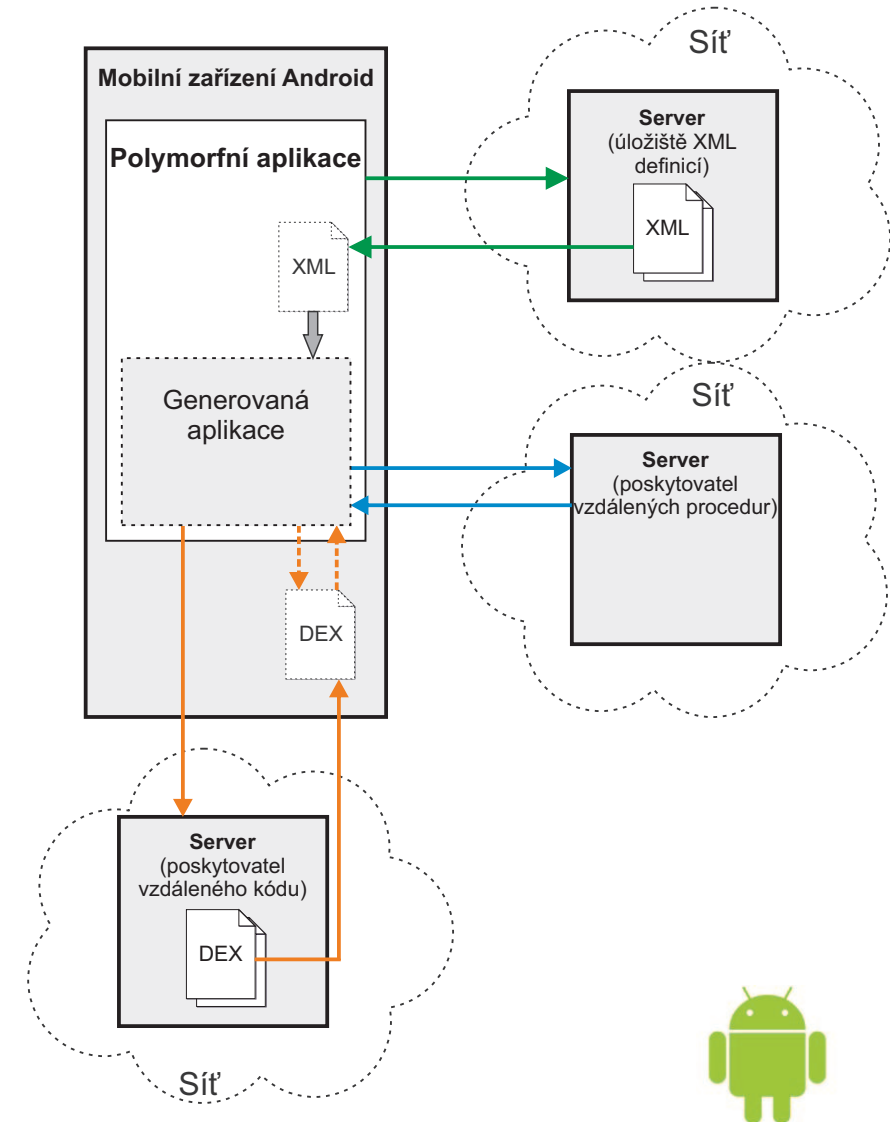 Mobilní zařízení Android
Polymorfní aplikace
XML
Generovaná
aplikace
DEX
Síť
Server
(úložiště XML
definicí)
XML
Síť
Server
(poskytovatel
vzdálených procedur)
Server
(poskytovatel
vzdáleného kódu)
DEX
Síť